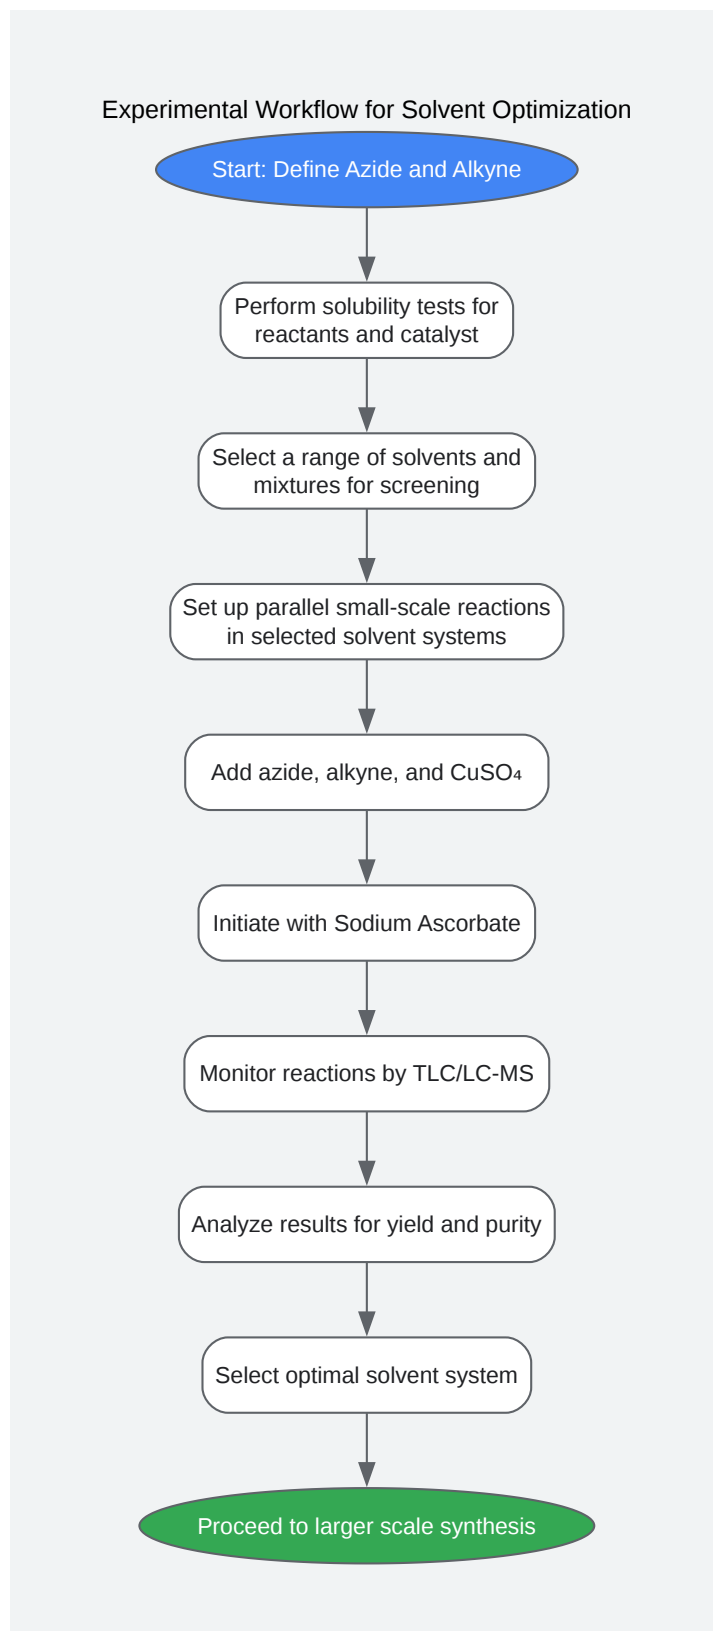 Experimental Workflow for Solvent Optimization
Start: Define Azide and Alkyne
Perform solubility tests for
reactants and catalyst
Select a range of solvents and
mixtures for screening
Set up parallel small-scale reactions
in selected solvent systems
Add azide, alkyne, and CuSO₄
Initiate with Sodium Ascorbate
Monitor reactions by TLC/LC-MS
Analyze results for yield and purity
Select optimal solvent system
Proceed to larger scale synthesis